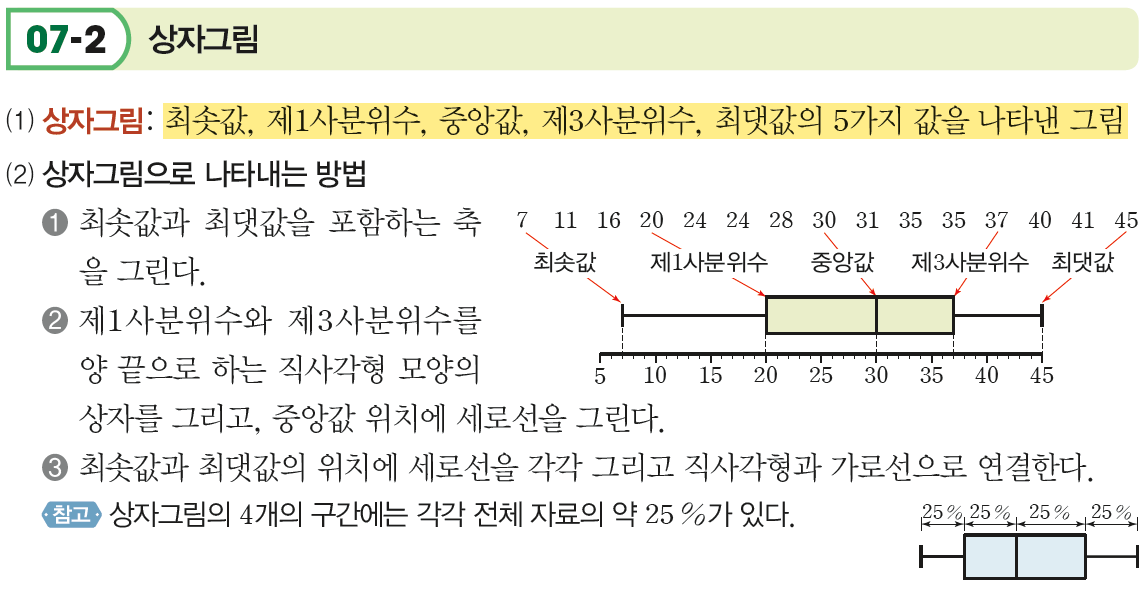 07-2 상자그림
(1) 상자그림: 최솟값, 제1사분위수, 중앙값, 제3사분위수, 최댓값의 5가지 값을 나타낸 그림
(2) 상자그림으로 나타내는 방법
❶ 최솟값과 최댓값을 포함하는 축
을 그린다.
❷ 제1사분위수와 제3사분위수를
양 끝으로 하는 직사각형 모양의
상자를 그리고, 중앙값 위치에 세로선을 그린다.
7 11 16 20 24 24 28 30 31 35 35 37 40 41 45
최솟값 제1사분위수 중앙값 제3사분위수 최댓값
5 10 15 20 25 30 35 40 45
❸ 최솟값과 최댓값의 위치에 세로선을 각각 그리고 직사각형과 가로선으로 연결한다.
참고 상자그림의 4개의 구간에는 각각 전체 자료의 약 25%가 있다.
25% 25% 25% 25%